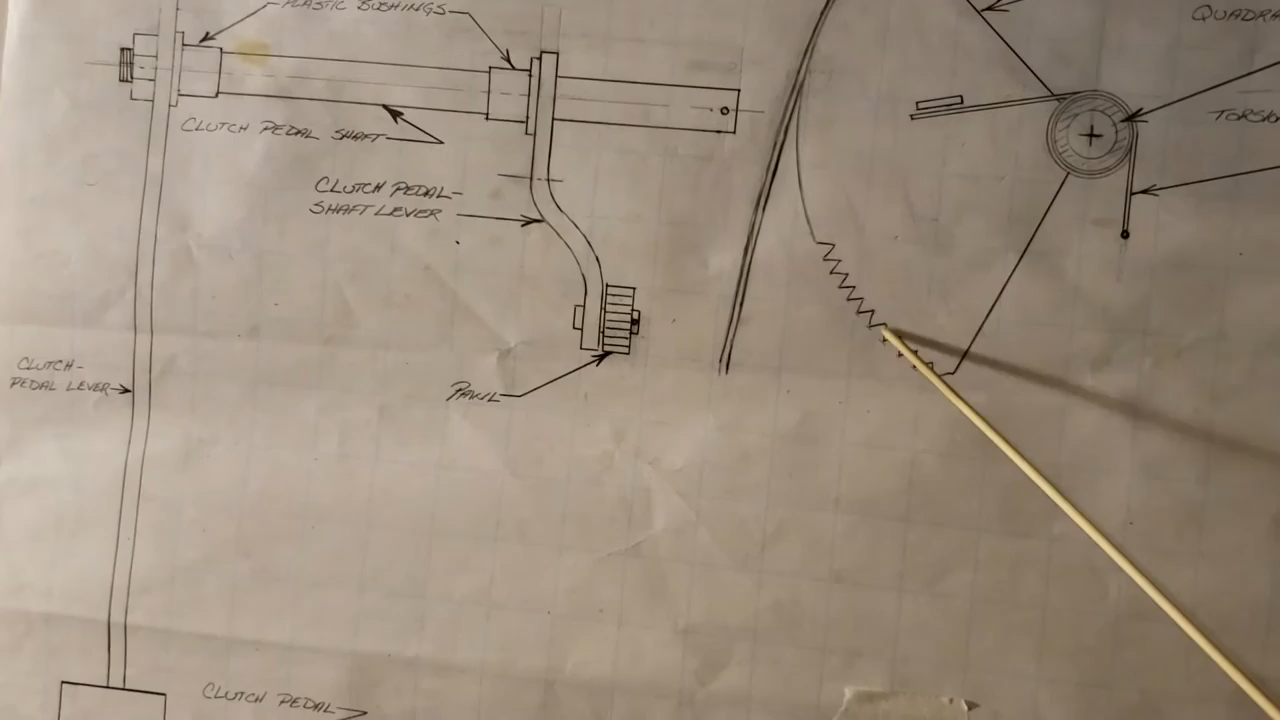 PLASTIC BUSHINGS
QUADRA
TORSIO
CLUTCH PEDAL SHAFT
CLUTCH PEDAL-
SHAFT LEVER
CLUTCH-
PEDAL LEVER
PAWL
CLUTCH PEDAL